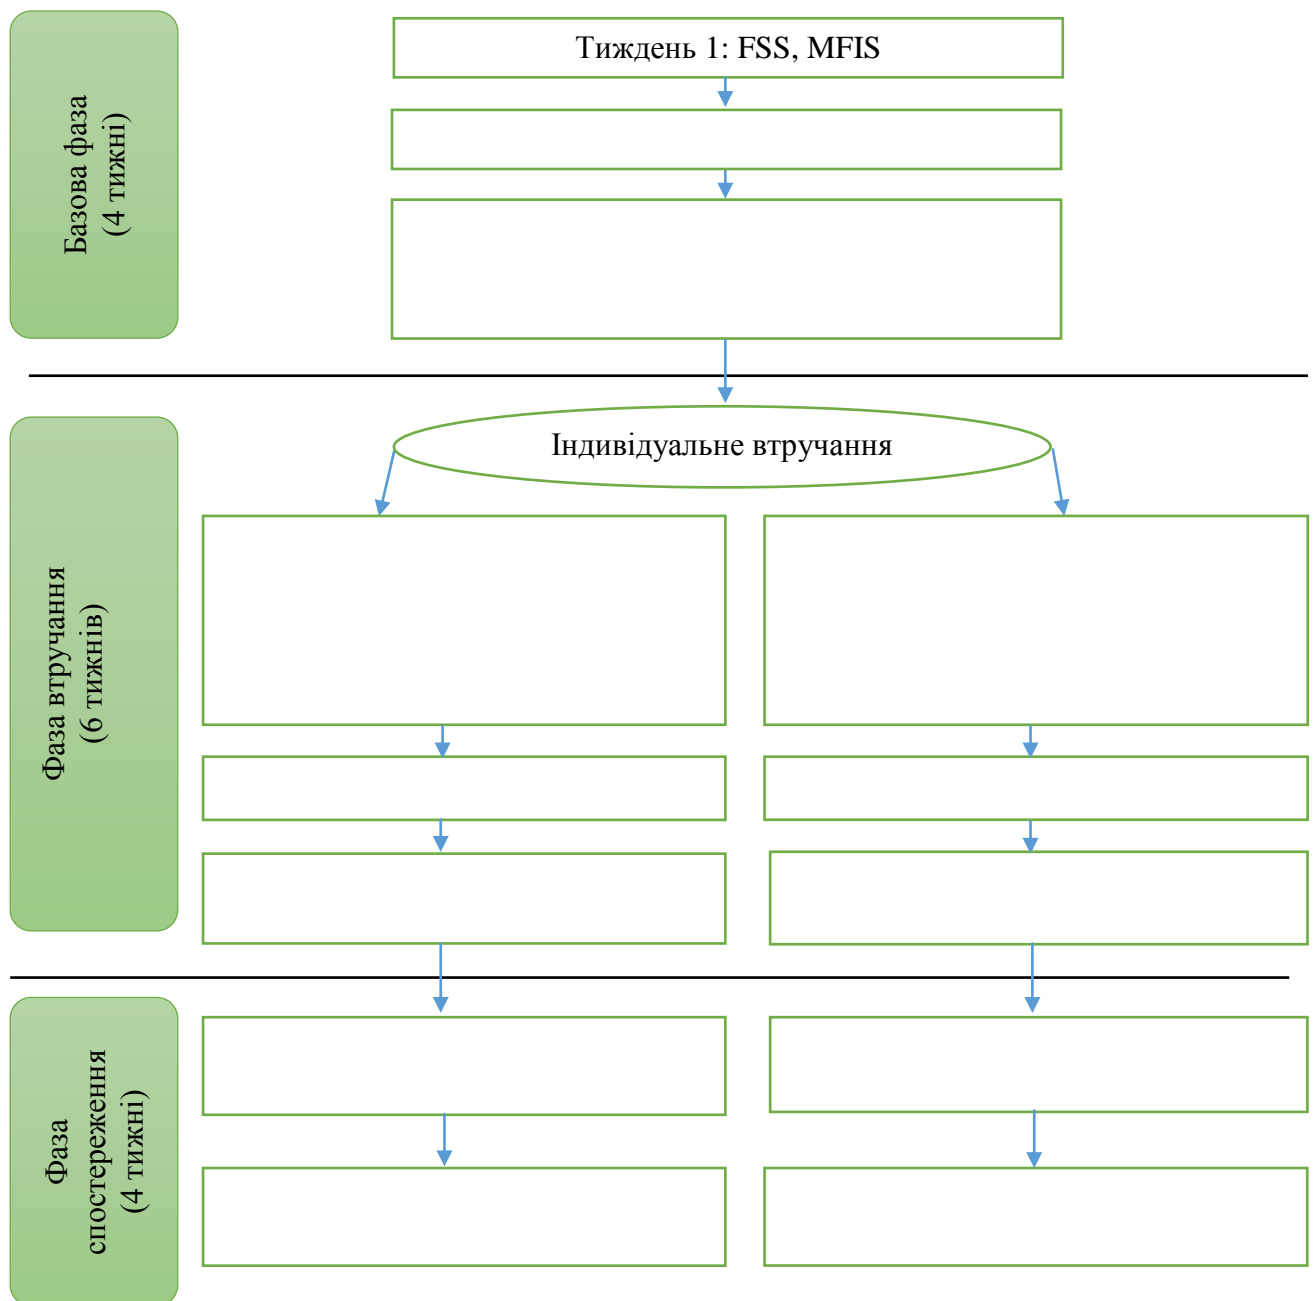 Базова фаза
(4 тижні)
Тиждень 1: FSS, MFIS
Фаза втручання
(6 тижнів)
Індивідуальне втручання
Фаза
спостереження
(4 тижні)